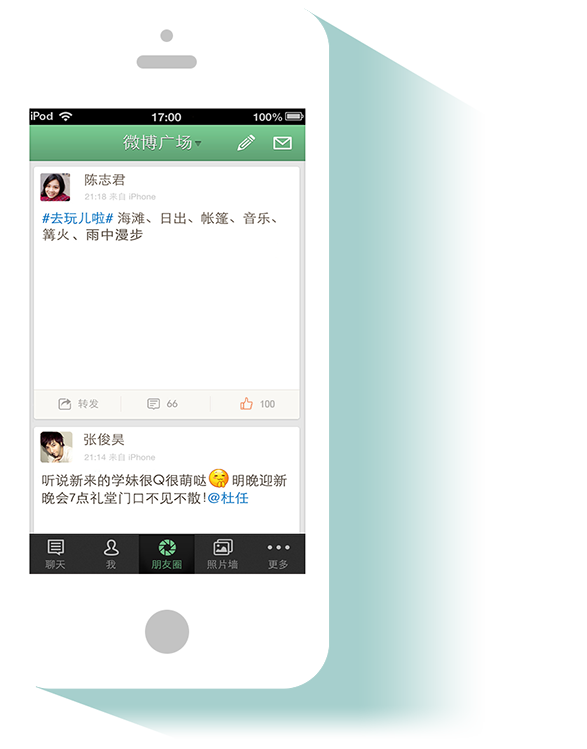 iPod 17:00 100%
微博广场
陈志君
21:18 来自 iPhone
#去玩儿啦# 海滩、日出、帐篷、音乐、
篝火、雨中漫步
转发 66 100
张俊昊
21:14 来自 iPhone
听说新来的学妹很Q很萌哒 明晚迎新
晚会7点礼堂门口不见不散!@杜任
聊天 我 朋友圈 照片墙 更多